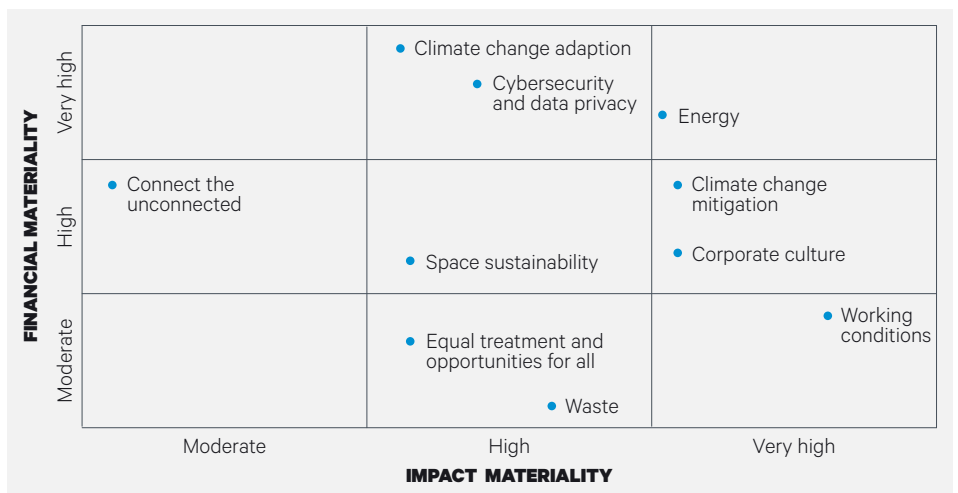 FINANCIAL MATERIALITY
Very high
High
Moderate
Climate change adaption
Cybersecurity
and data privacy
Energy
Connect the
unconnected
Climate change
mitigation
Space sustainability
Corporate culture
Equal treatment and
opportunities for all
Working
conditions
Waste
Moderate
High
Very high
IMPACT MATERIALITY